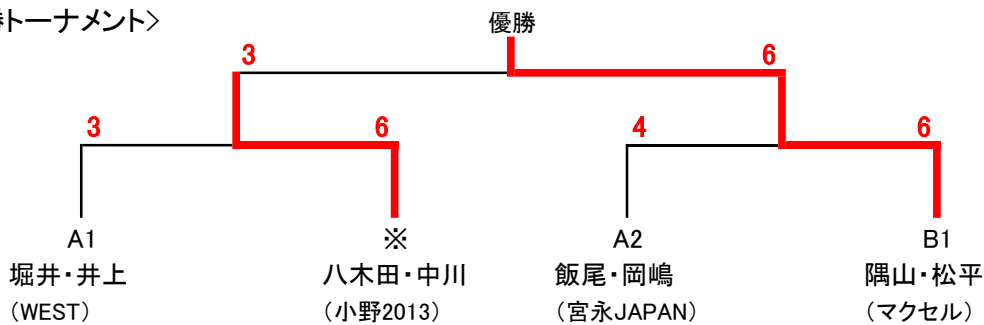 トーナメント>
優勝
3 6
3 6 4 6
A1 ※ A2 B1
堀井・井上 八木田・中川 飯尾・岡嶋 隅山・松平
(WEST) (小野2013) (宮永JAPAN) (マクセル)